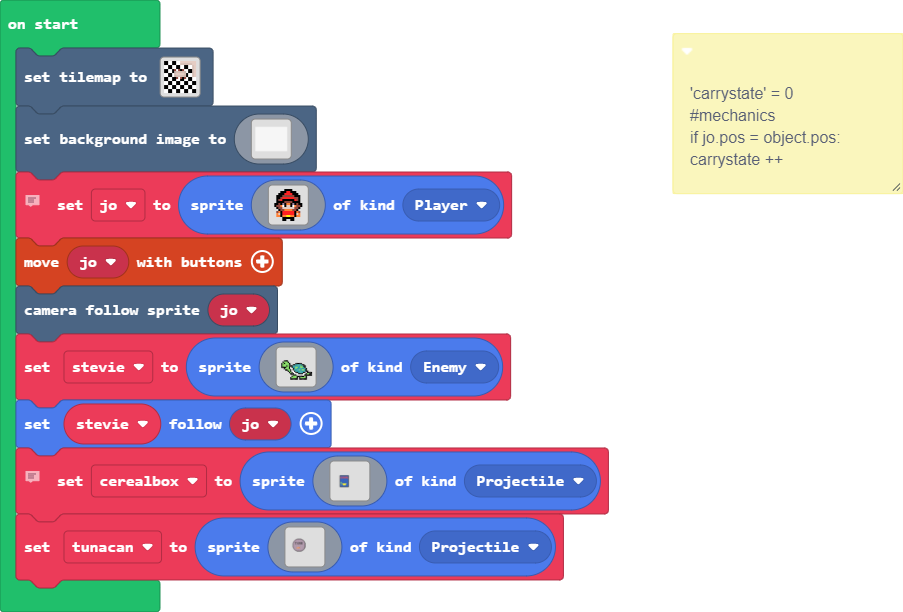 on start
set tilemap to
set background image to
set jo to sprite of kind Player
move jo with buttons
camera follow sprite jo
set stevie to sprite of kind Enemy
set stevie follow jo
set cerealbox to sprite of kind Projectile
set tunacan to sprite of kind Projectile
'carrystate' = 0
#mechanics
if jo.pos = object.pos:
carrystate ++